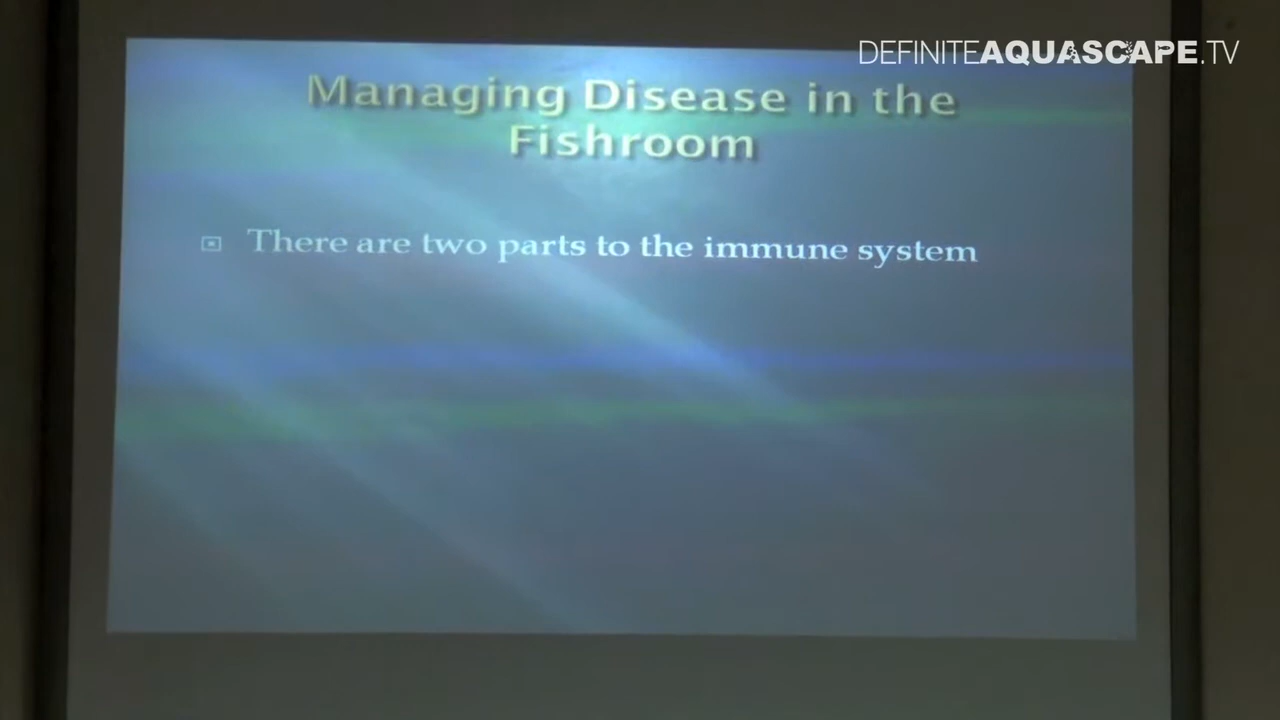 DEFINITEAQUASCAPE.TV
Managing Disease in the
Fishroom
There are two parts to the immune system